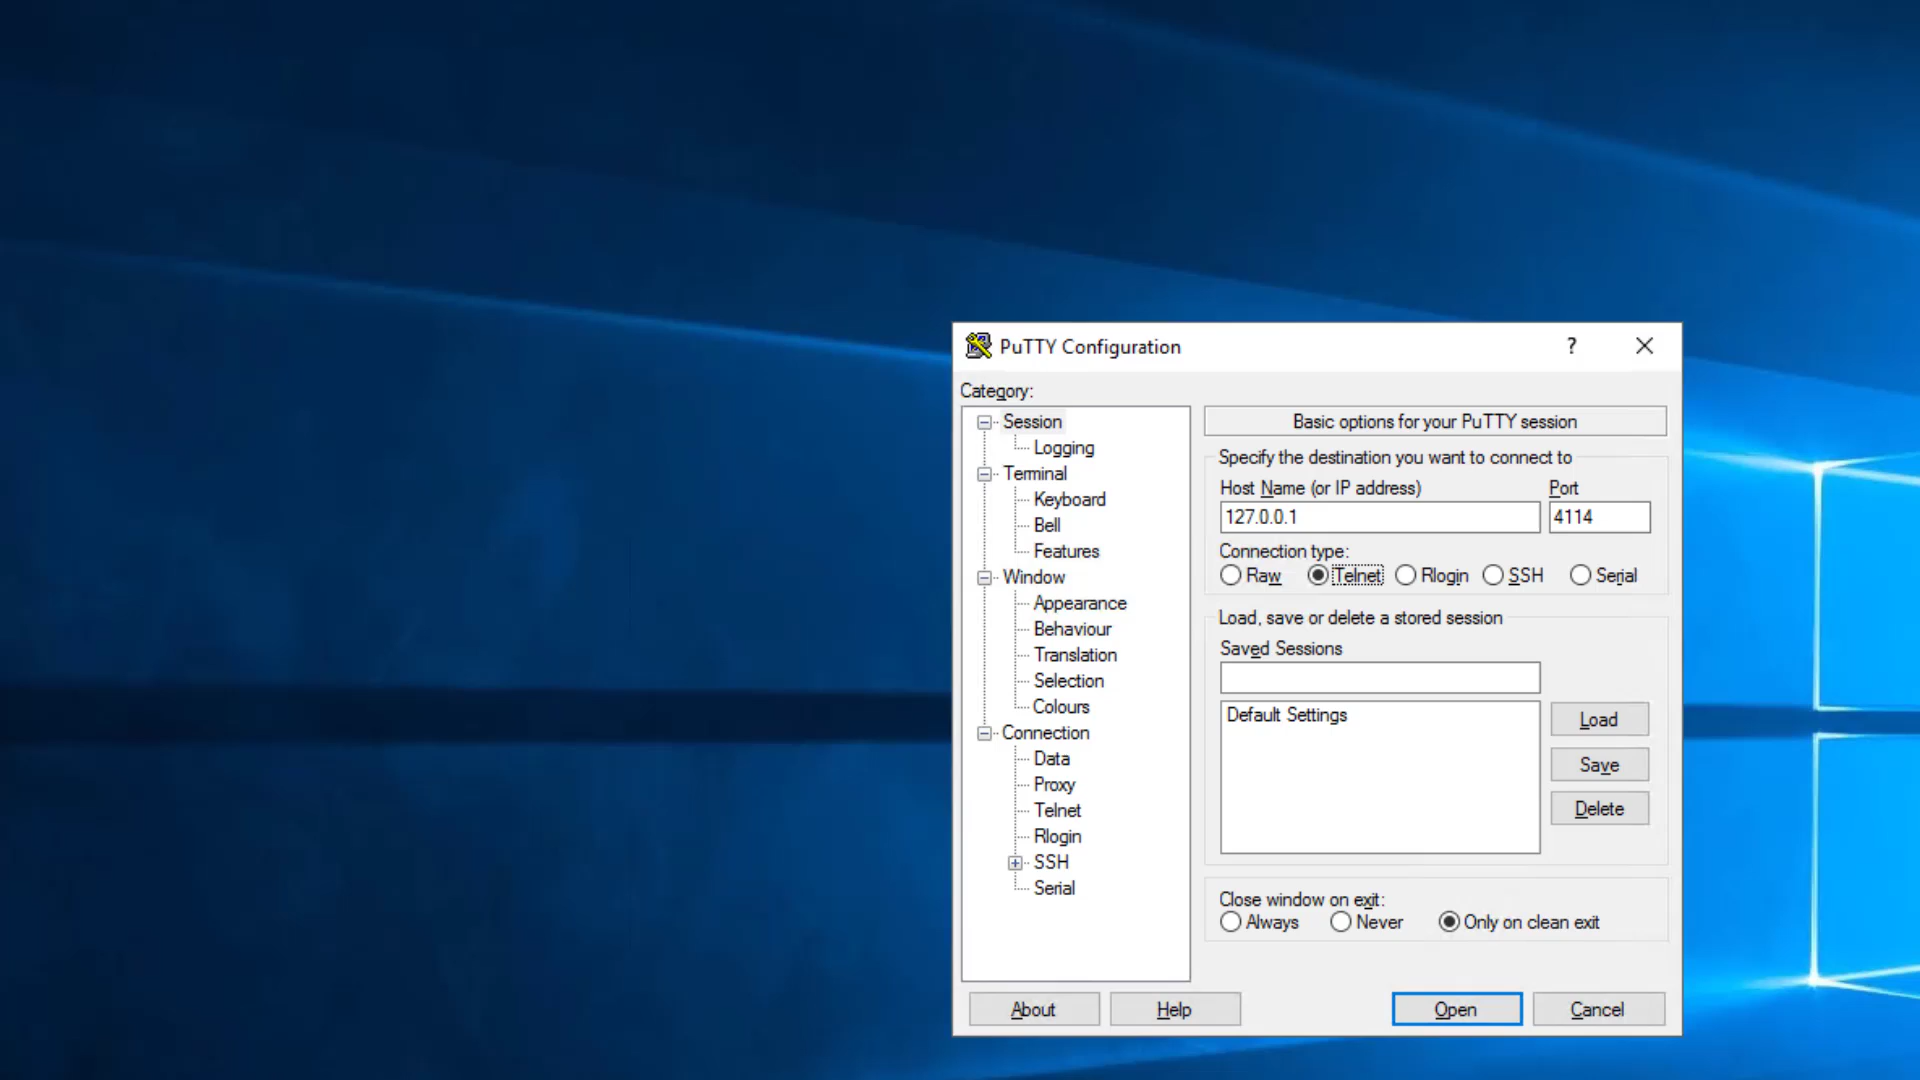 PuTTY Configuration
?
Category:
Session
Logging
Terminal
Keyboard
Bell
Features
Window
Appearance
Behaviour
Translation
Selection
Colours
Connection
Data
Proxy
Telnet
Rlogin
SSH
Serial
Basic options for your PuTTY session
Specify the destination you want to connect to
Host Name (or IP address) Port
127.0.0.1 4114
Connection type:
Raw Telnet Rlogin SSH Serial
Load, save or delete a stored session
Saved Sessions
Default Settings
Load
Save
Delete
Close window on exit:
Always Never Only on clean exit
About Help Open Cancel